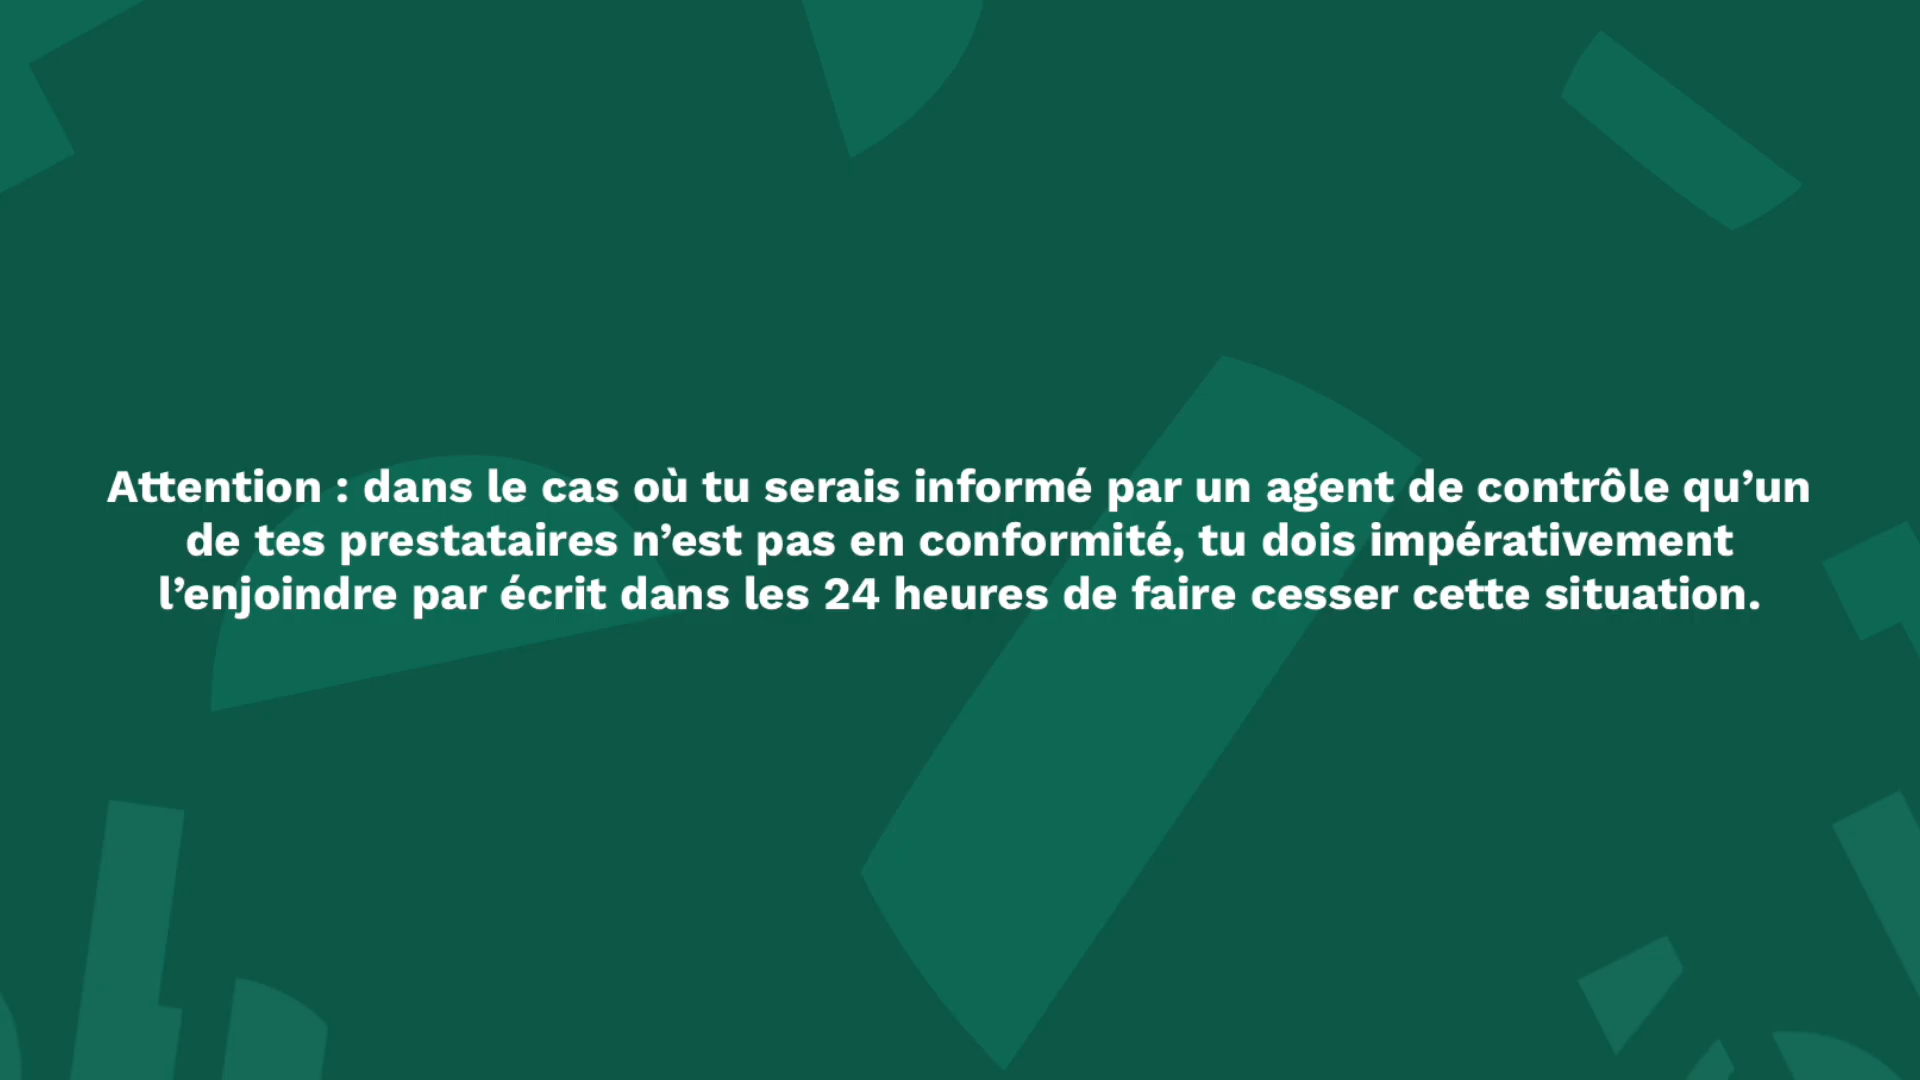 Attention : dans le cas où tu serais informé par un agent de contrôle qu’un
de tes prestataires n’est pas en conformité, tu dois impérativement
l’enjoindre par écrit dans les 24 heures de faire cesser cette situation.